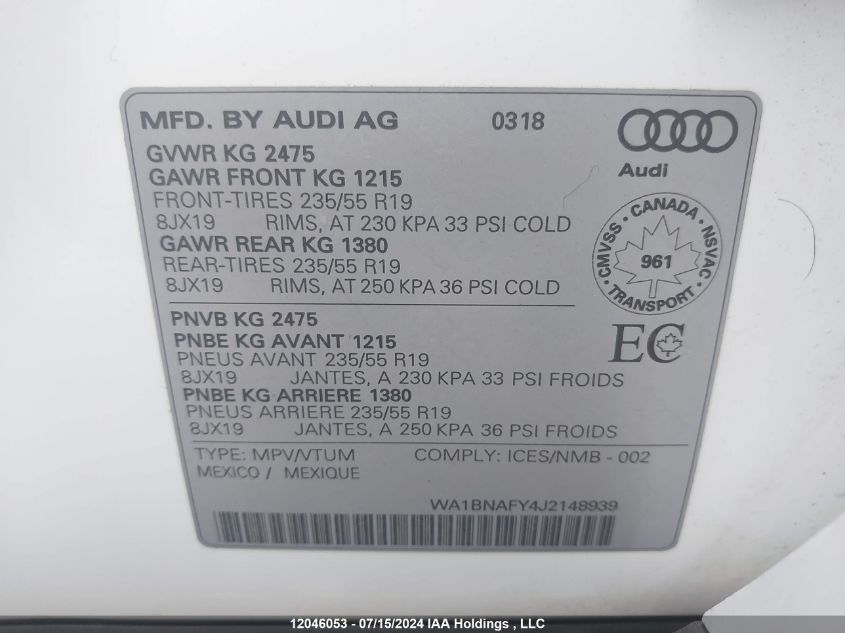 MFD. BY AUDI AG 0318
Audi
GVWR KG 2475
GAWR FRONT KG 1215
FRONT-TIRES 235/55 R19
8JX19 RIMS, AT 230 KPA 33 PSI COLD
GAWR REAR KG 1380
REAR-TIRES 235/55 R19
8JX19 RIMS, AT 250 KPA 36 PSI COLD
CMVSS • CANADA • NSVAC • TRANSPORT •
961
PNVB KG 2475
PNBE KG AVANT 1215
PNEUS AVANT 235/55 R19
8JX19 JANTES, A 230 KPA 33 PSI FROIDS
PNBE KG ARRIERE 1380
PNEUS ARRIERE 235/55 R19
8JX19 JANTES, A 250 KPA 36 PSI FROIDS
EC
TYPE: MPV/VTUM COMPLY: ICES/NMB - 002
MEXICO / MEXIQUE
WA1BNAFY4J2148939
12046053 - 07/15/2024 IAA Holdings , LLC